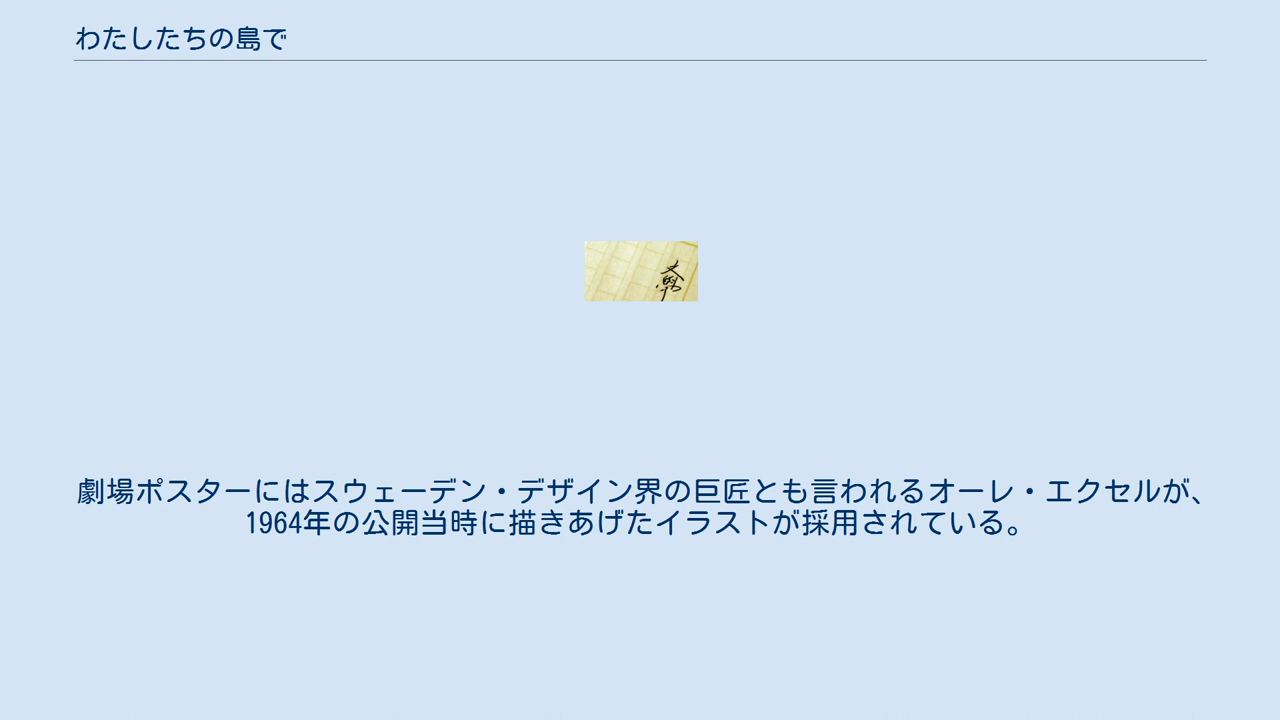 わたしたちの島で
劇場ポスターにはスウェーデン・デザイン界の巨匠とも言われるオーレ・エクセルが、
1964年の公開当時に描きあげたイラストが採用されている。